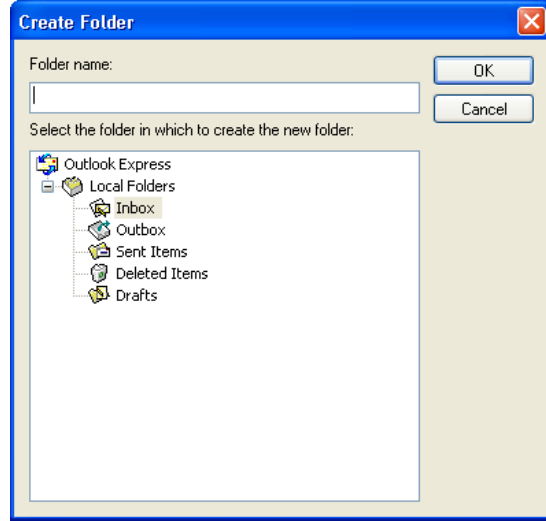 Create Folder
Folder name:
OK
Cancel
Select the folder in which to create the new folder:
Outlook Express
Local Folders
Inbox
Outbox
Sent Items
Deleted Items
Drafts